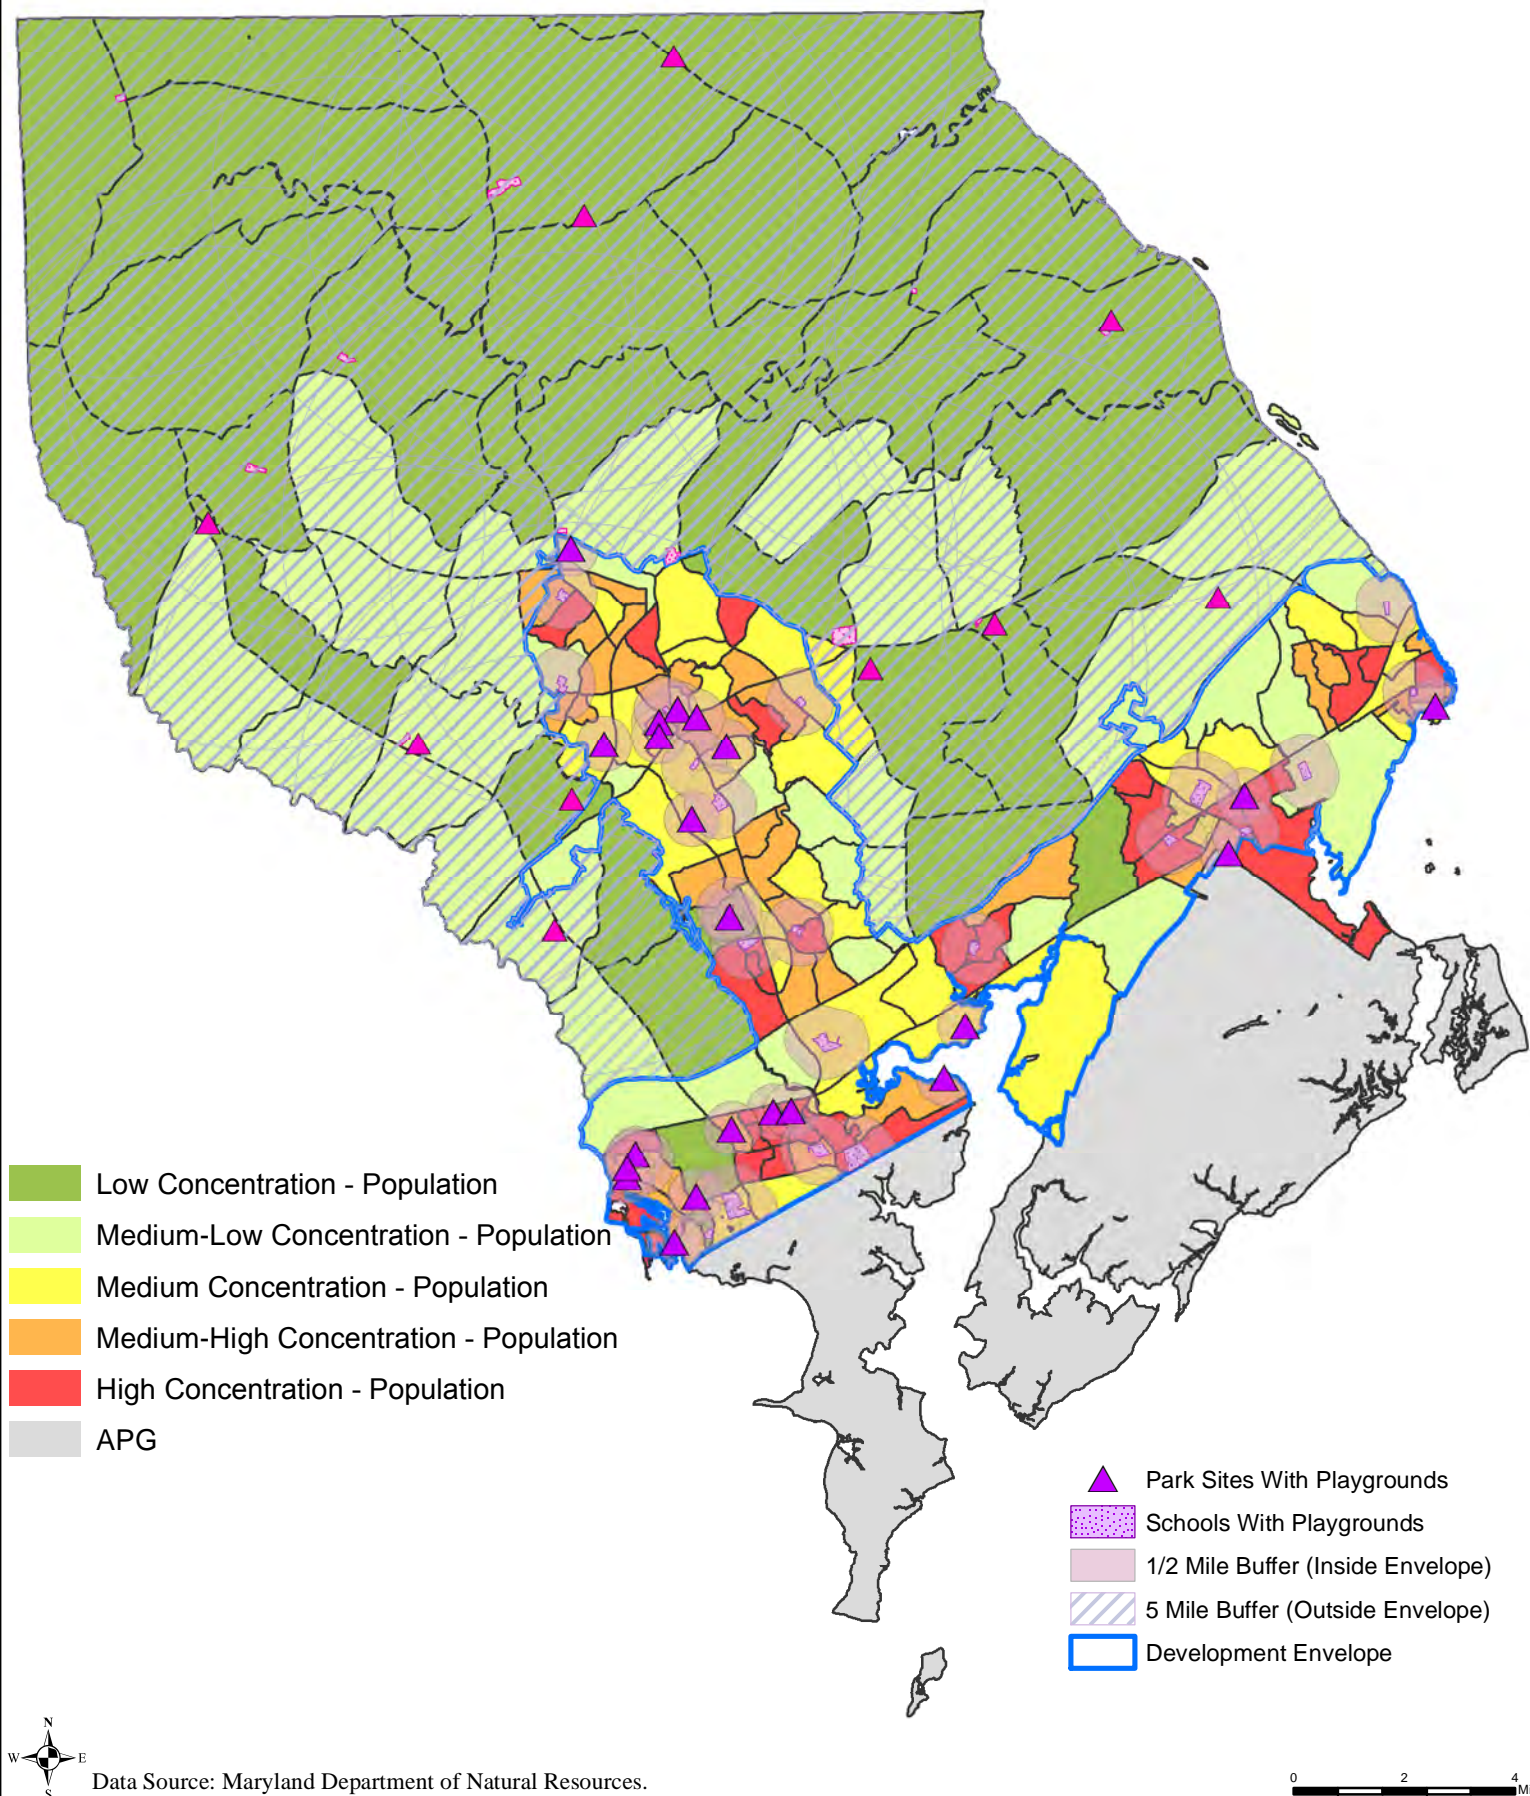 Low Concentration - Population
Medium-Low Concentration - Population
Medium Concentration - Population
Medium-High Concentration - Population
High Concentration - Population
APG
Park Sites With Playgrounds
Schools With Playgrounds
1/2 Mile Buffer (Inside Envelope)
5 Mile Buffer (Outside Envelope)
Development Envelope
N
W E
S
Data Source: Maryland Department of Natural Resources.
0 2 4